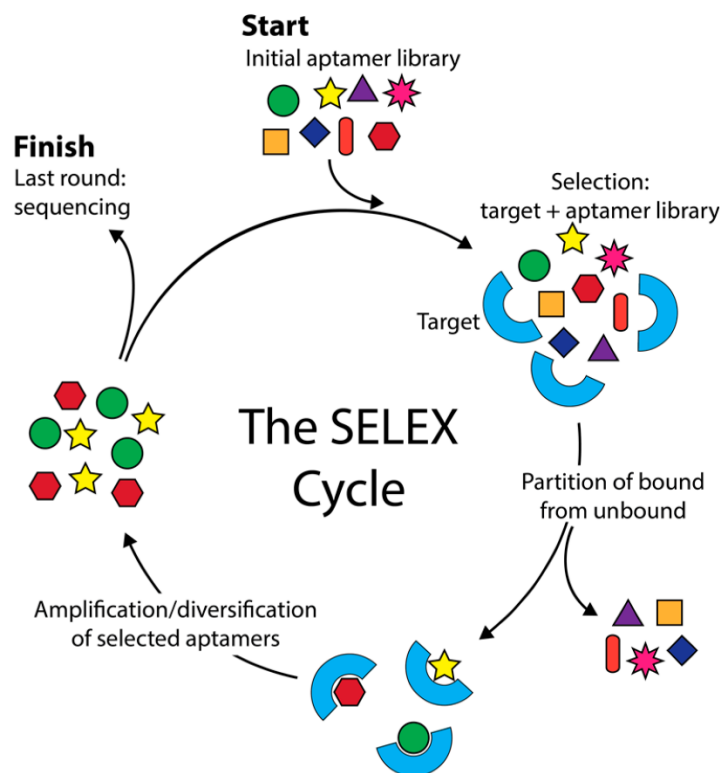 Start
Initial aptamer library
Finish
Last round:
sequencing
Selection:
target + aptamer library
Target
The SELEX
Cycle
Partition of bound
from unbound
Amplification/diversification
of selected aptamers